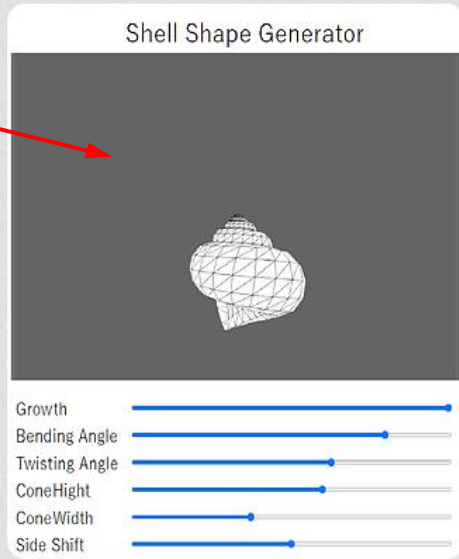 Shell Shape Generator
Growth
Bending Angle
Twisting Angle
ConeHight
ConeWidth
Side Shift